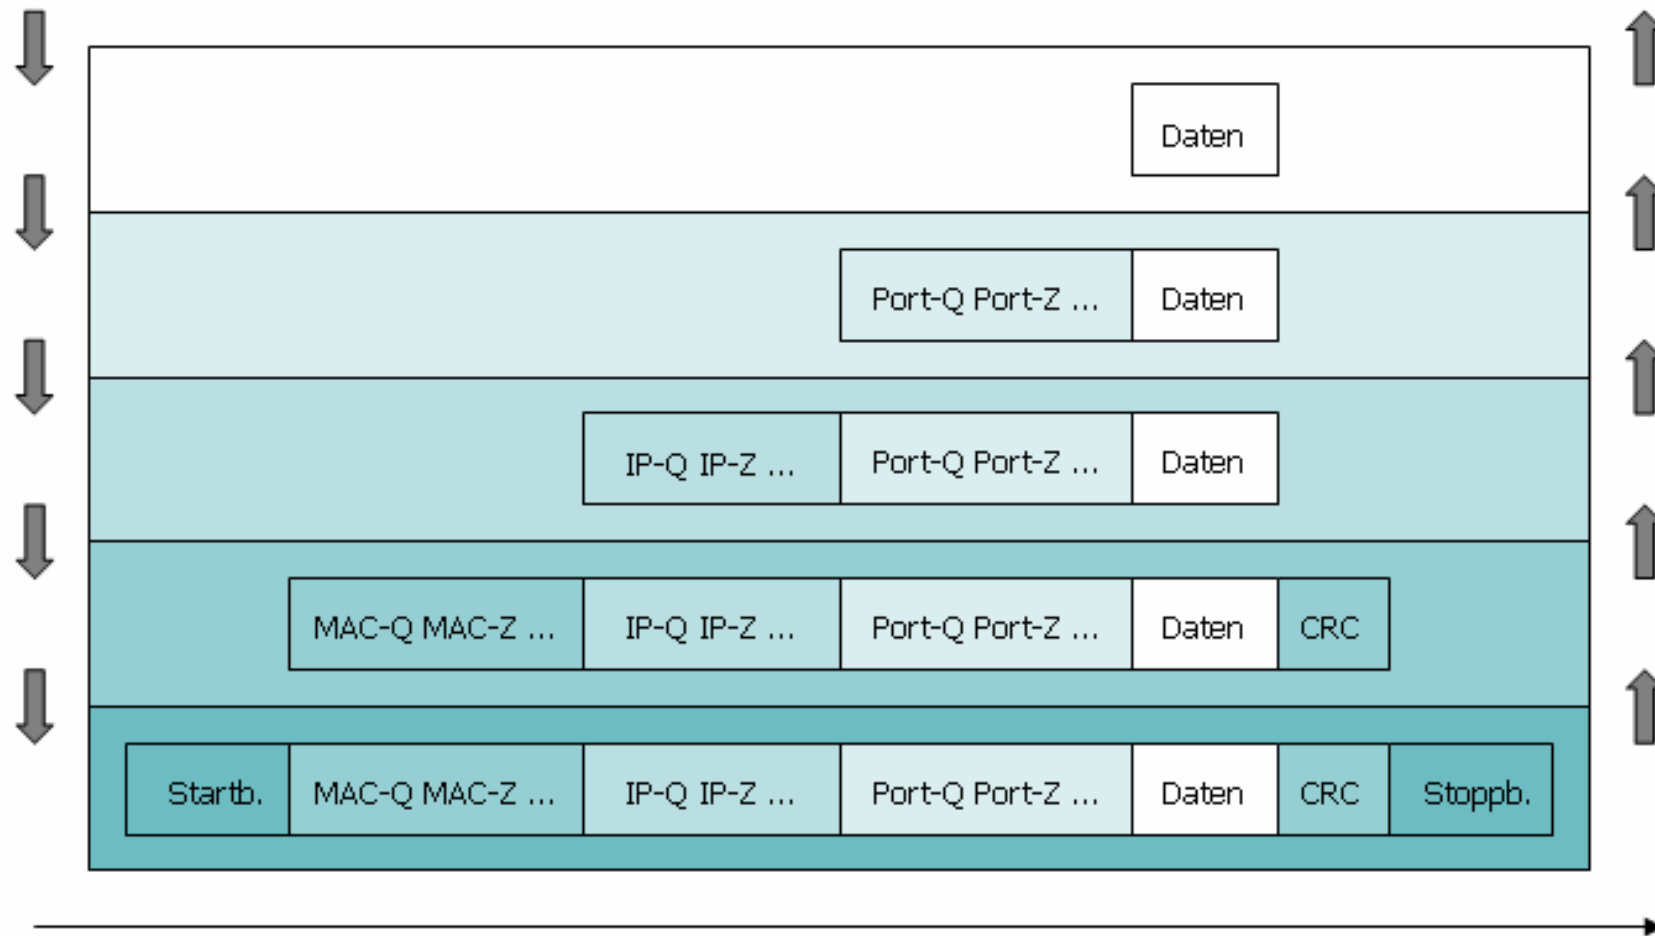 Daten
Port-Q Port-Z ... Daten
IP-Q IP-Z ... Port-Q Port-Z ... Daten
MAC-Q MAC-Z ... IP-Q IP-Z ... Port-Q Port-Z ... Daten CRC
Startb. MAC-Q MAC-Z ... IP-Q IP-Z ... Port-Q Port-Z ... Daten CRC Stoppb.